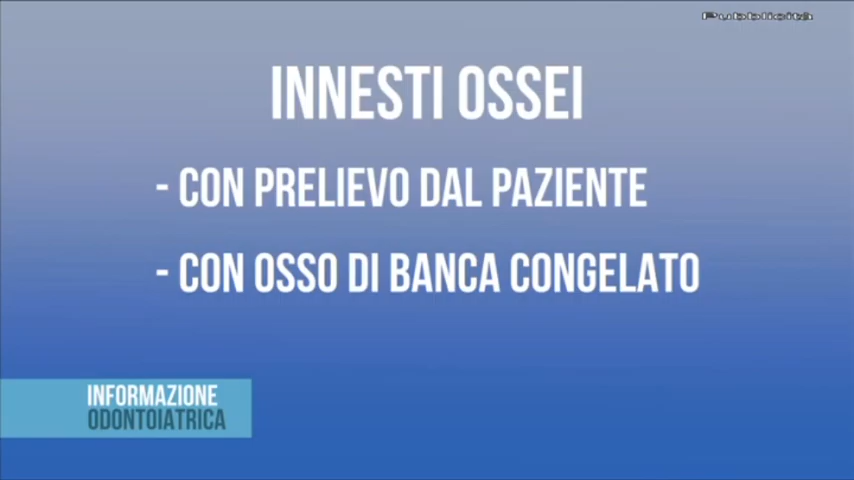 Pubblicità
INNESTI OSSEI
- CON PRELIEVO DAL PAZIENTE
- CON OSSO DI BANCA CONGELATO
INFORMAZIONE
ODONTOIATRICA